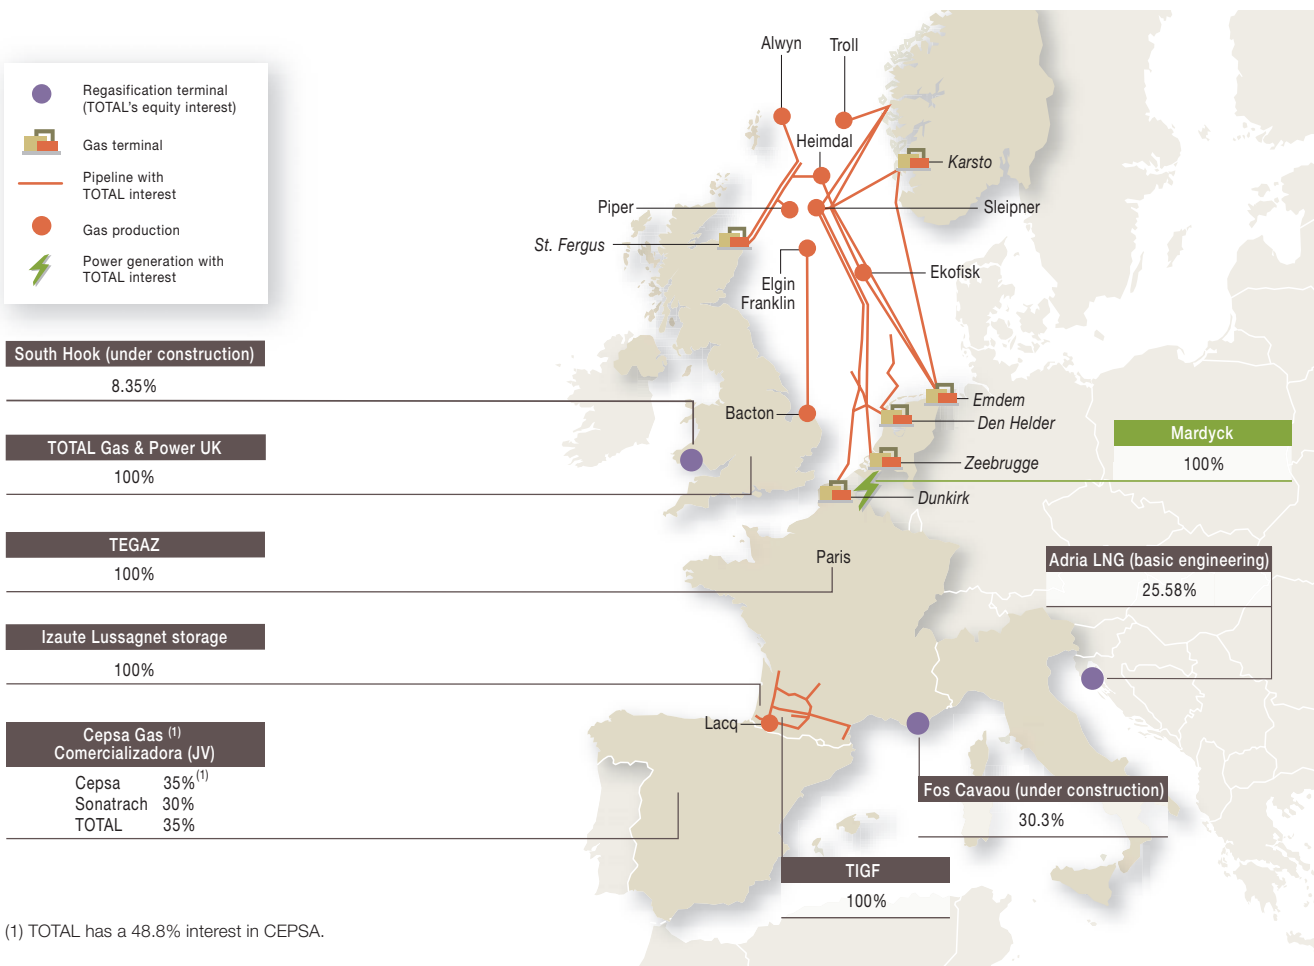 Regasification terminal
(TOTAL's equity interest)
Gas terminal
Pipeline with
TOTAL interest
Gas production
Power generation with
TOTAL interest
Alwyn
Troll
Heimdal
Karsto
Piper
Sleipner
St. Fergus
Elgin
Franklin
Ekofisk
South Hook (under construction)
8.35%
Emdem
Bacton
Den Helder
TOTAL Gas & Power UK
100%
Zeebrugge
Mardyck
100%
Dunkirk
TEGAZ
100%
Paris
Adria LNG (basic engineering)
25.58%
Izaute Lussagnet storage
100%
Lacq
Cepsa Gas (1)
Comercializadora (JV)
Cepsa 35%(1)
Sonatrach 30%
TOTAL 35%
Fos Cavaou (under construction)
30.3%
TIGF
100%
(1) TOTAL has a 48.8% interest in CEPSA.